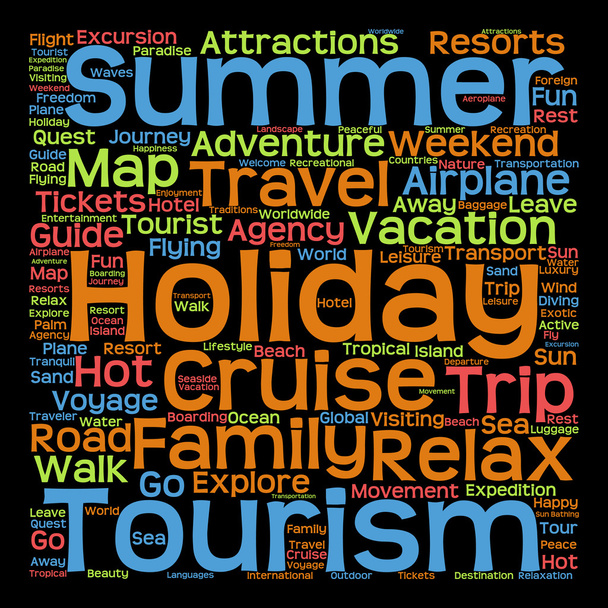 Worldwide
Attractions
Flight
Excursion
Attractions
Resorts
Tourist
Paradise
Summer
Expedition
Paradise
Visiting
Waves
Foreign
Weekend
Freedom
Aeroplane
Fun
Plane
Rest
Holiday
Landscape
Peaceful
Summer
Recreation
Quest
Journey
Adventure
Weekend
Happiness
Guide
Map
Welcome
Recreational
Countries
Nature
Transportation
Road
Travel
Airplane
Flying
Tickets
Enjoyment
Hotel
Away
Baggage
Leave
Traditions
Worldwide
Entertainment
Tourist
Vacation
Guide
Agency
Flying
Freedom
World
Leisure
Tourism
Transport
Sun
Airplane
Adventure
Fun
Holiday
Water
Map
Boarding
Sand
Luxury
Journey
Resorts
Trip
Wind
Relax
Transport
Hotel
Leisure
Diving
Explore
Resort
Walk
Exotic
Palm
Ocean
Active
Agency
Island
Fly
Plane
Resort
Lifestyle
Beach
Tropical
Island
Excursion
Tranquil
Hot
Cruise
Departure
Sun
Sand
Seaside
Trip
Vacation
Movement
Voyage
Traveler
Water
Boarding
Ocean
Global
Visiting
Beach
Sea
Rest
Luggage
Road
Family
Relax
Walk
Go
Explore
Movement
Expedition
Transportation
Tourism
Leave
World
Happy
Sun Bathing
Quest
Family
Tour
Go
Sea
Travel
Peace
Cruise
Away
Voyage
Hot
Tropical
Beauty
Languages
International
Outdoor
Tickets
Destination
Relaxation